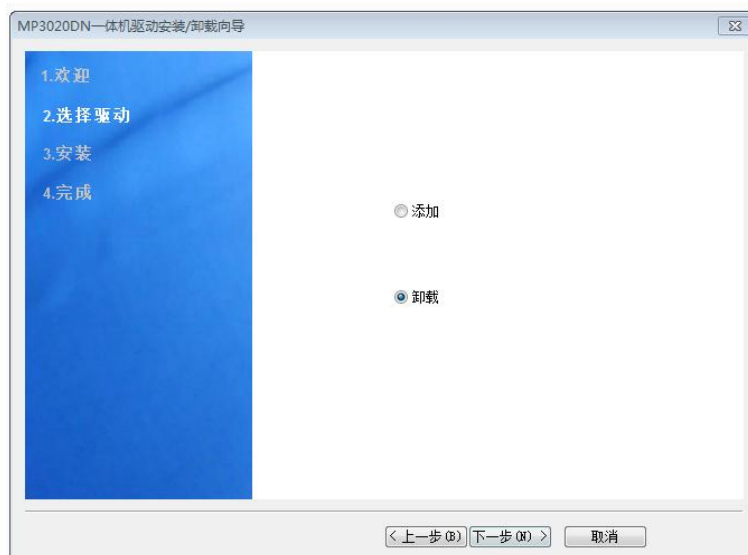 MP3020DN一体机驱动安装/卸载向导
1.欢迎
2.选择驱动
3.安装
4.完成
添加
卸载
< 上一步(B)
下一步(N) >
取消